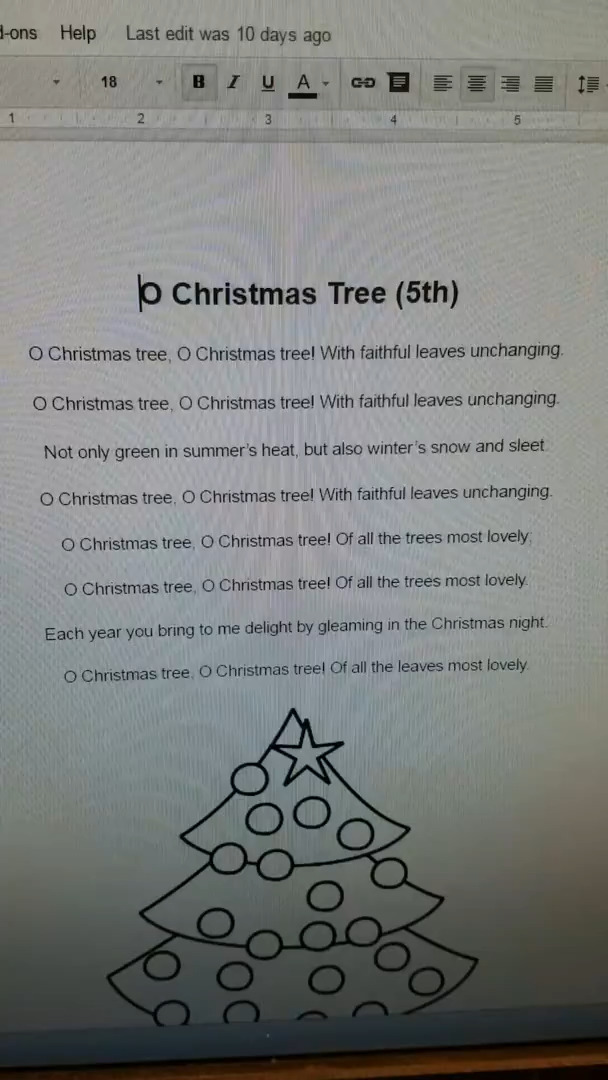 Help Last edit was 10 days ago
18 B I U A
1 2 3 4 5
O Christmas Tree (5th)
O Christmas tree, O Christmas tree! With faithful leaves unchanging.
O Christmas tree, O Christmas tree! With faithful leaves unchanging.
Not only green in summer's heat, but also winter's snow and sleet.
O Christmas tree, O Christmas tree! With faithful leaves unchanging.
O Christmas tree, O Christmas tree! Of all the trees most lovely;
O Christmas tree, O Christmas tree! Of all the trees most lovely.
Each year you bring to me delight by gleaming in the Christmas night.
O Christmas tree, O Christmas tree! Of all the leaves most lovely.